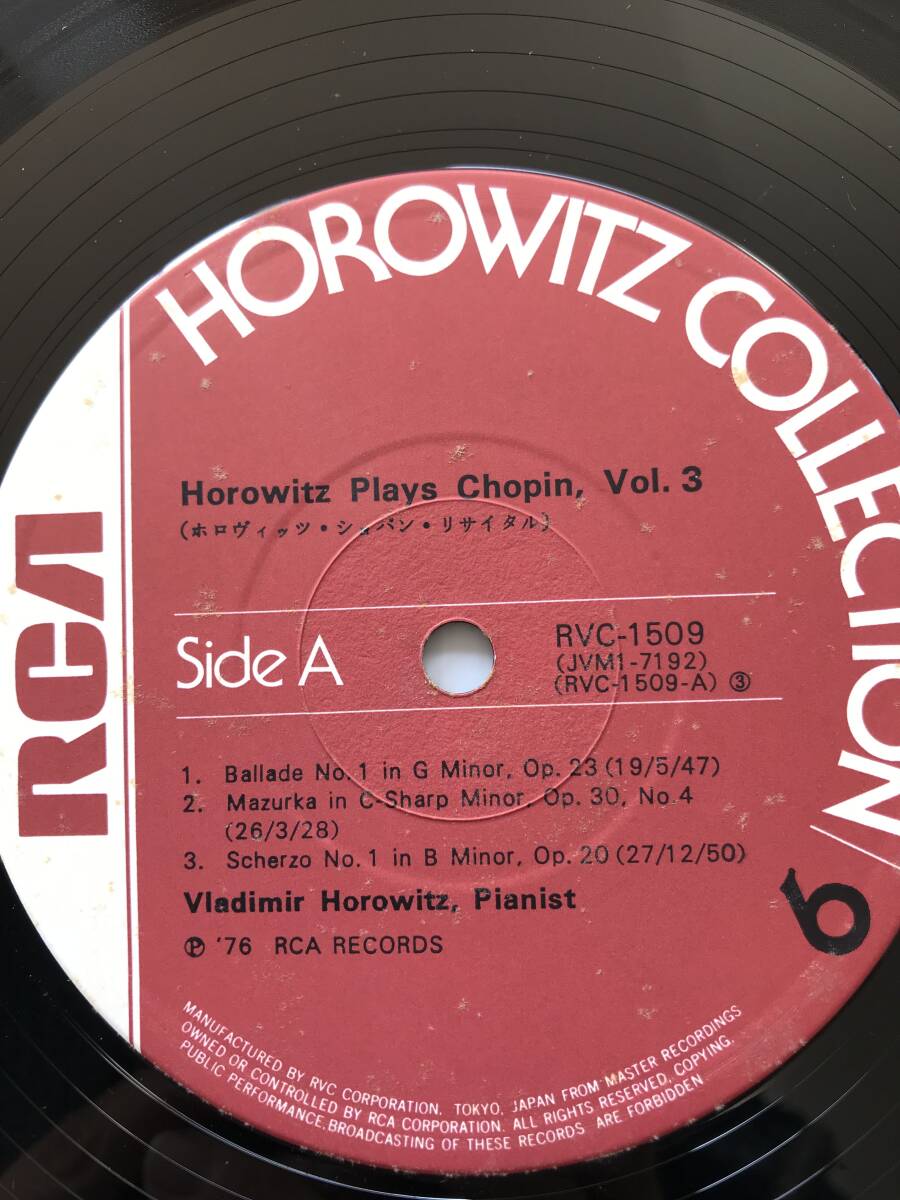 HOROWITZ COLLECTION/6
RCA
Horowitz Plays Chopin, Vol. 3
(ホロヴィッツ・ショパン・リサイタル)
Side A
RVC-1509
(JVM1-7192)
(RVC-1509-A) ③
1. Ballade No. 1 in G Minor, Op. 23 (19/5/47)
2. Mazurka in C-Sharp Minor, Op. 30, No. 4
(26/3/28)
3. Scherzo No. 1 in B Minor, Op. 20 (27/12/50)
Vladimir Horowitz, Pianist
℗ '76 RCA RECORDS
MANUFACTURED BY RVC CORPORATION, TOKYO, JAPAN FROM MASTER RECORDINGS
OWNED OR CONTROLLED BY RCA CORPORATION. ALL RIGHTS RESERVED, COPYING,
PUBLIC PERFORMANCE, BROADCASTING OF THESE RECORDS ARE FORBIDDEN